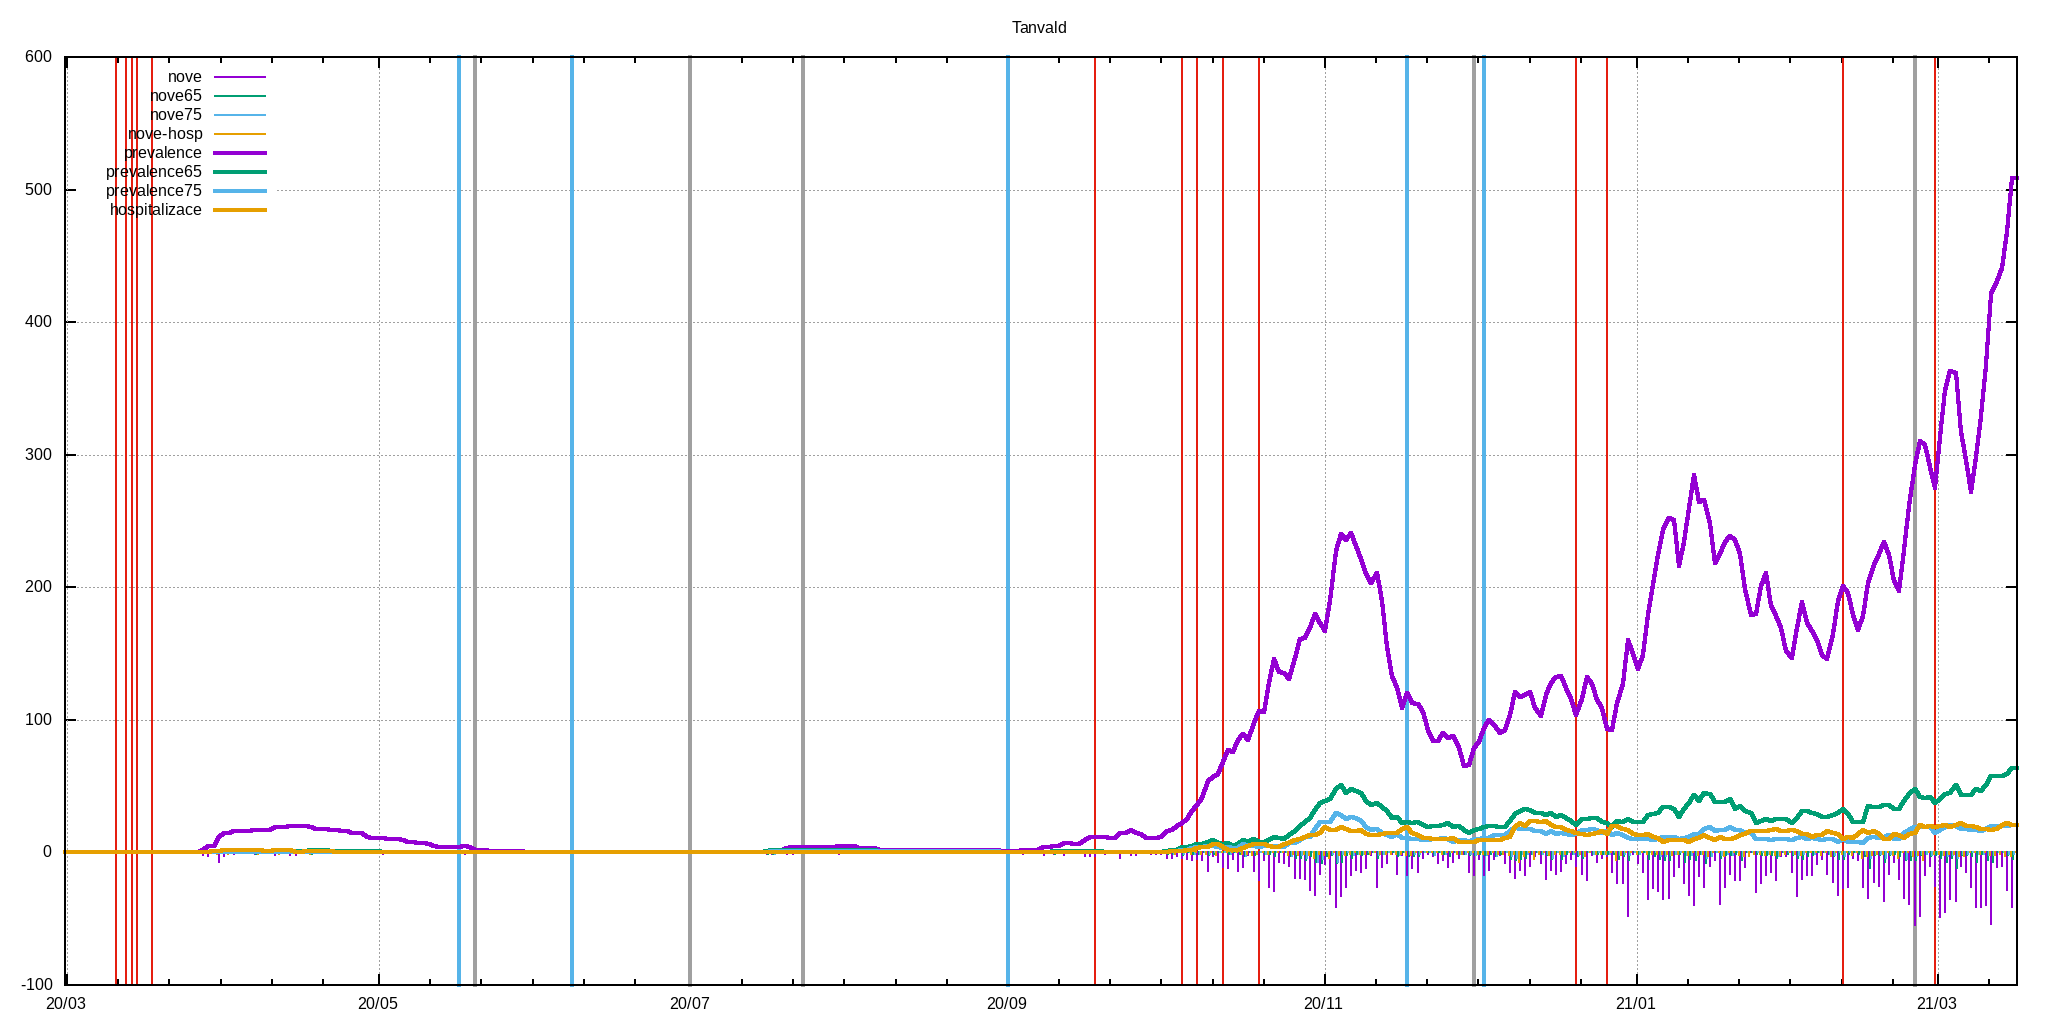 Tanvald
600
500
400
300
200
100
0
-100
nove
nove65
nove75
nove-hosp
prevalence
prevalence65
prevalence75
hospitalizace
20/03 20/05 20/07 20/09 20/11 21/01 21/03